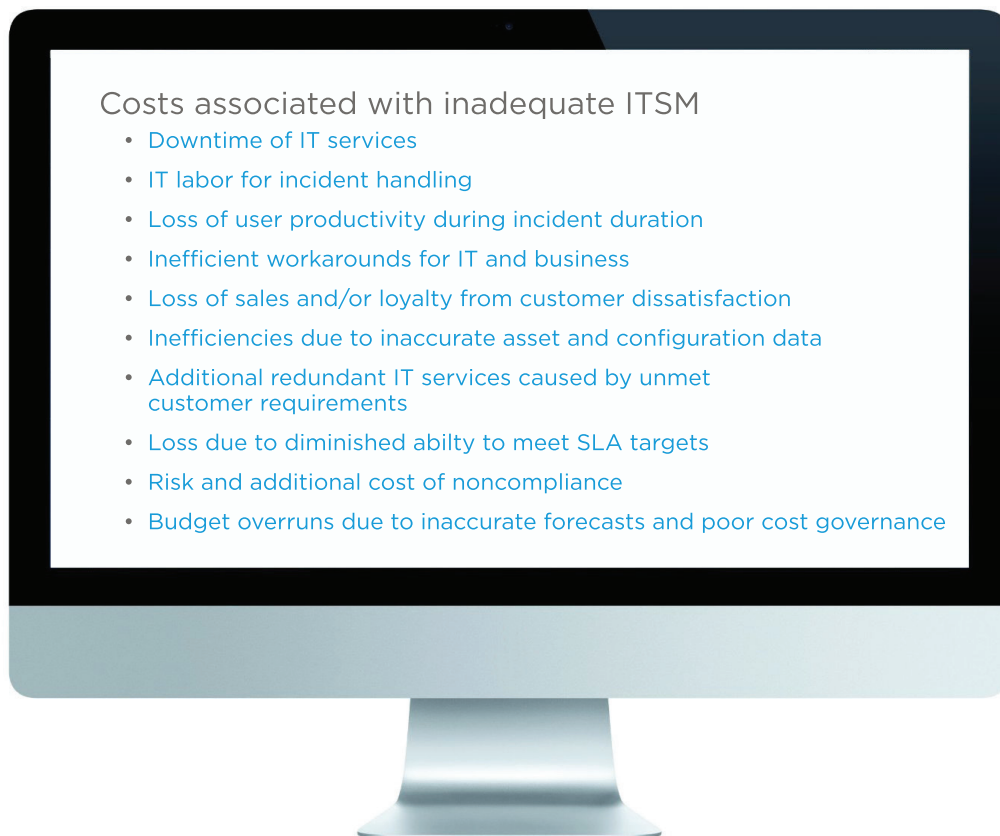 Costs associated with inadequate ITSM
• Downtime of IT services
• IT labor for incident handling
• Loss of user productivity during incident duration
• Inefficient workarounds for IT and business
• Loss of sales and/or loyalty from customer dissatisfaction
• Inefficiencies due to inaccurate asset and configuration data
• Additional redundant IT services caused by unmet
customer requirements
• Loss due to diminished abilty to meet SLA targets
• Risk and additional cost of noncompliance
• Budget overruns due to inaccurate forecasts and poor cost governance